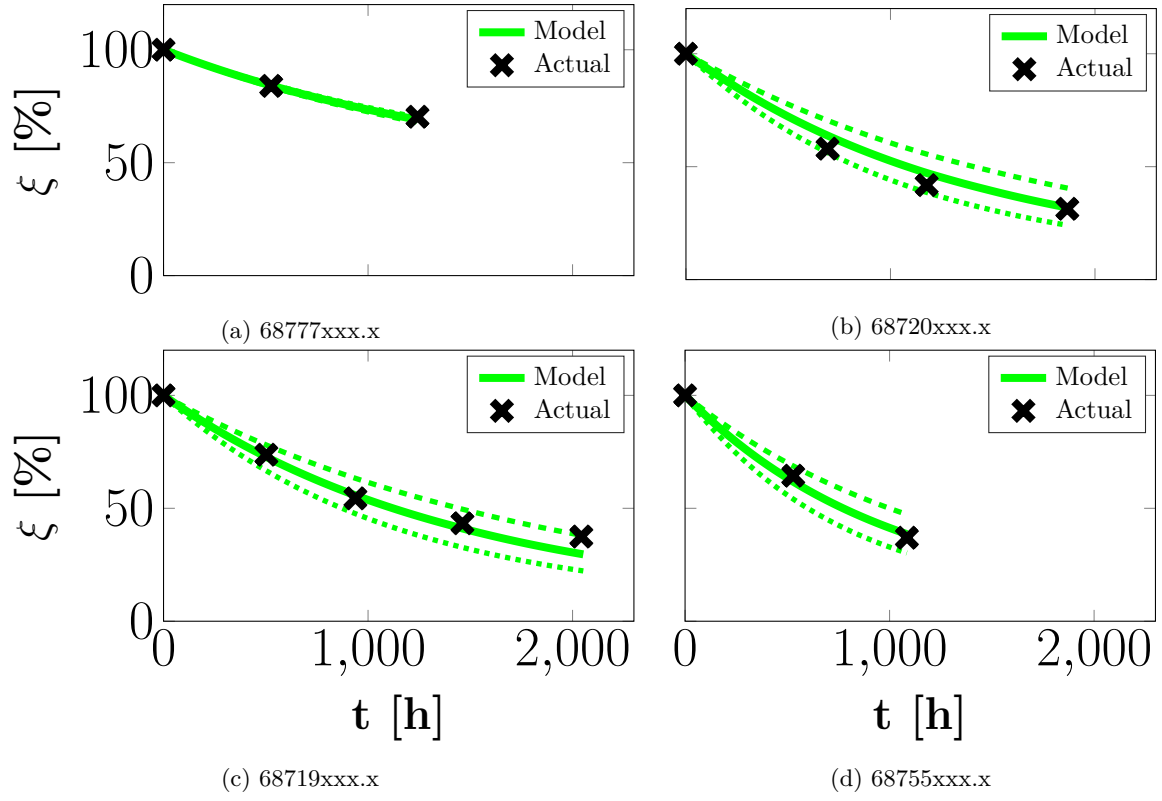 100
50
0
ξ [%]
Model
Actual
(a) 68777xxx.x
Model
Actual
(b) 68720xxx.x
100
50
0
ξ [%]
Model
Actual
0 1,000 2,000
t [h]
(c) 68719xxx.x
Model
Actual
0 1,000 2,000
t [h]
(d) 68755xxx.x